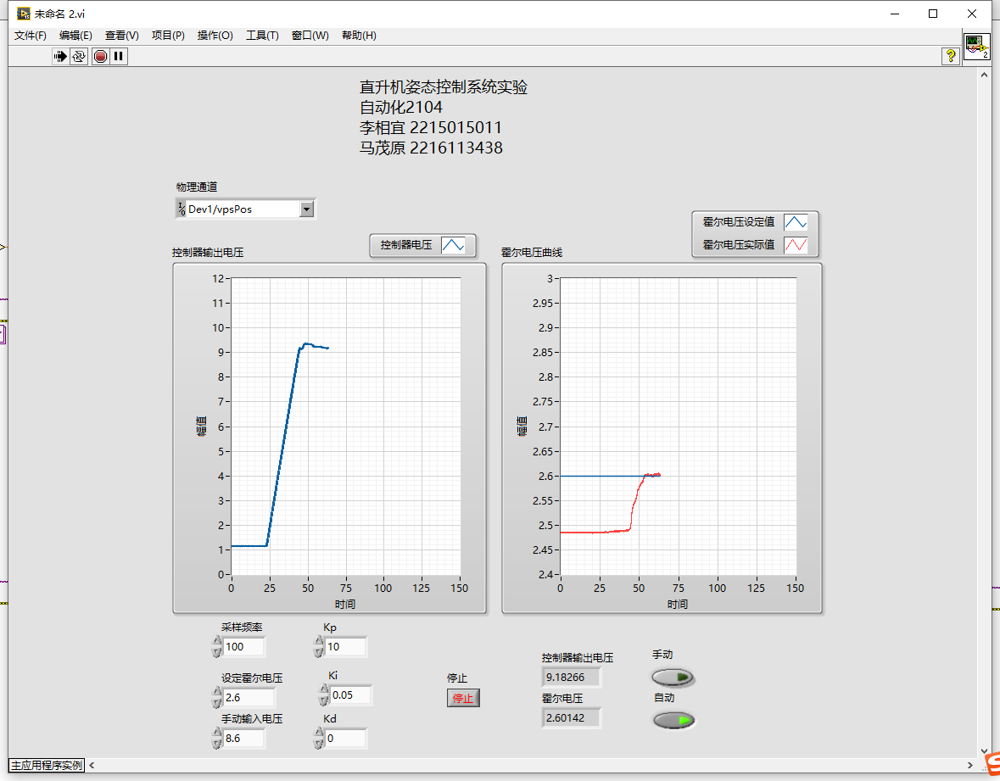 未命名 2.vi
文件(F) 编辑(E) 查看(V) 项目(P) 操作(O) 工具(T) 窗口(W) 帮助(H)
?
2
直升机姿态控制系统实验
自动化2104
李相宜 2215015011
马茂原 2216113438
物理通道
I/0 Dev1/vpsPos
控制器输出电压
控制器电压
12
11
10
9
8
7
6
5
4
3
2
1
0
幅值
0 25 50 75 100 125 150
时间
霍尔电压曲线
霍尔电压设定值
霍尔电压实际值
3
2.95
2.9
2.85
2.8
2.75
2.7
2.65
2.6
2.55
2.5
2.45
2.4
幅值
0 25 50 75 100 125 150
时间
采样频率
100
Kp
10
设定霍尔电压
2.6
Ki
0.05
手动输入电压
8.6
Kd
0
停止
停止
控制器输出电压
9.18266
霍尔电压
2.60142
手动
自动
主应用程序实例